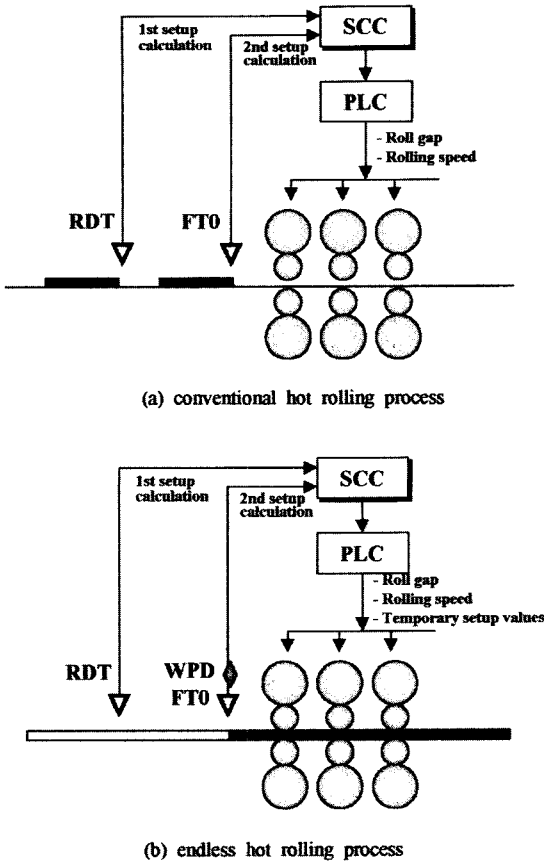 1st setup
calculation
2nd setup
calculation
SCC
PLC
- Roll gap
- Rolling speed
RDT
FT0
(a) conventional hot rolling process
1st setup
calculation
2nd setup
calculation
SCC
PLC
- Roll gap
- Rolling speed
- Temporary setup values
RDT
WPD
FT0
(b) endless hot rolling process